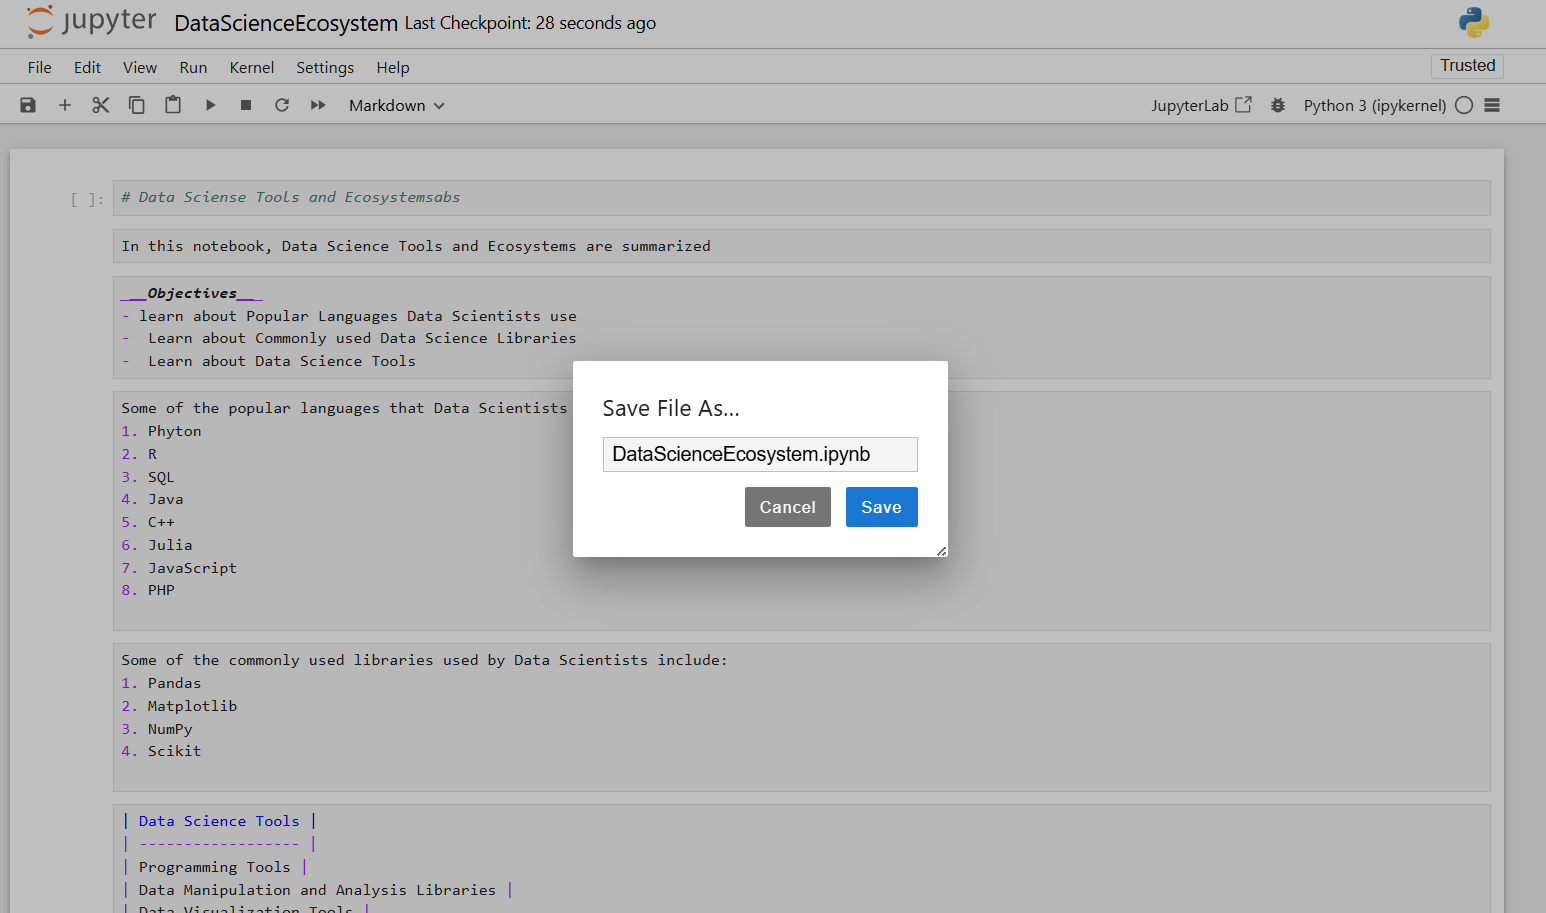 jupyter DataScienceEcosystem Last Checkpoint: 28 seconds ago
File Edit View Run Kernel Settings Help Trusted
Markdown JupyterLab Python 3 (ipykernel)
[ ]: # Data Sciense Tools and Ecosystemsabs
In this notebook, Data Science Tools and Ecosystems are summarized
___Objectives___
- learn about Popular Languages Data Scientists use
- Learn about Commonly used Data Science Libraries
- Learn about Data Science Tools
Some of the popular languages that Data Scientists
1. Phyton
2. R
3. SQL
4. Java
5. C++
6. Julia
7. JavaScript
8. PHP
Save File As...
DataScienceEcosystem.ipynb
Cancel Save
Some of the commonly used libraries used by Data Scientists include:
1. Pandas
2. Matplotlib
3. NumPy
4. Scikit
| Data Science Tools |
| ------------------ |
| Programming Tools |
| Data Manipulation and Analysis Libraries |
| Data Visualization Tools |